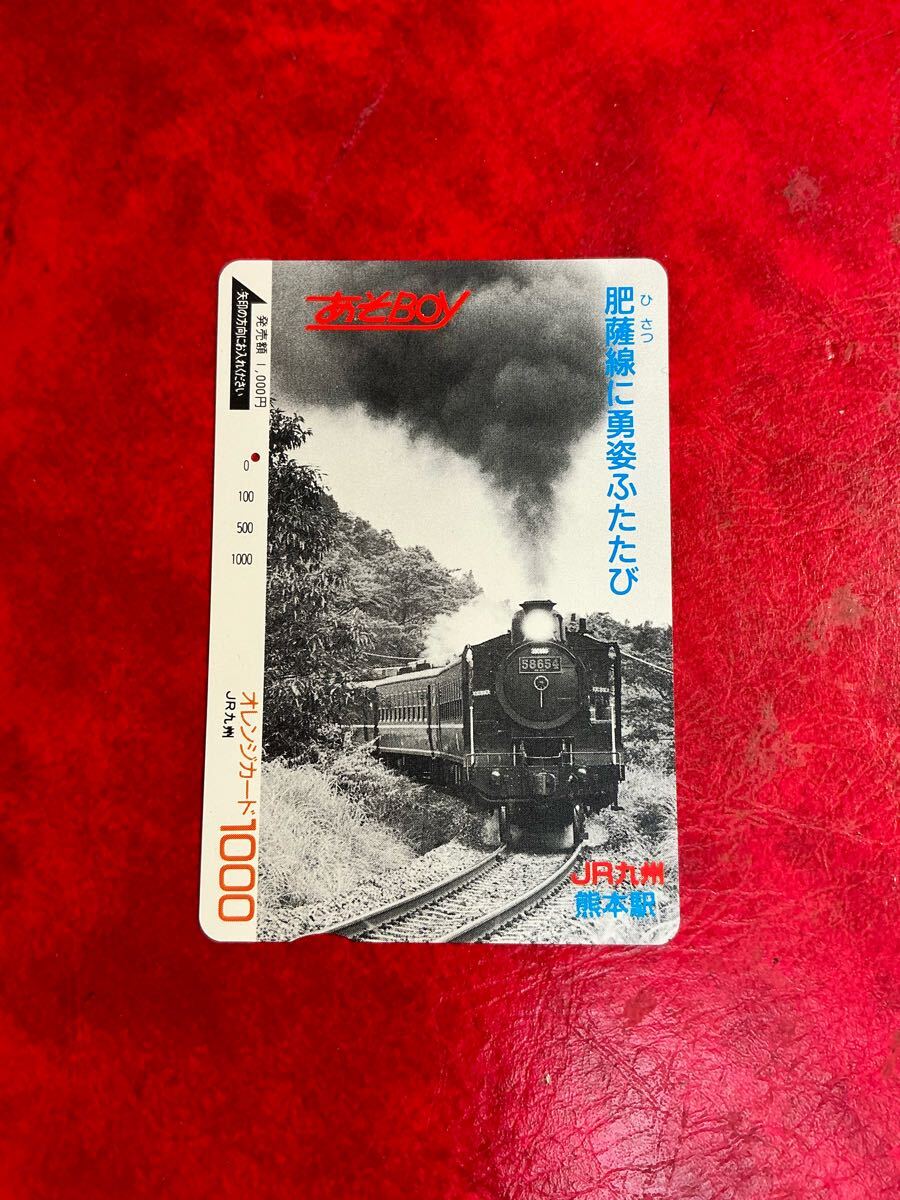 あそBOY
肥薩線に勇姿ふたたび
ひさつ
矢印の方向にお入れください
発売額 1,000円
0
100
500
1000
オレンジカード1000
JR九州
58654
JR九州
熊本駅